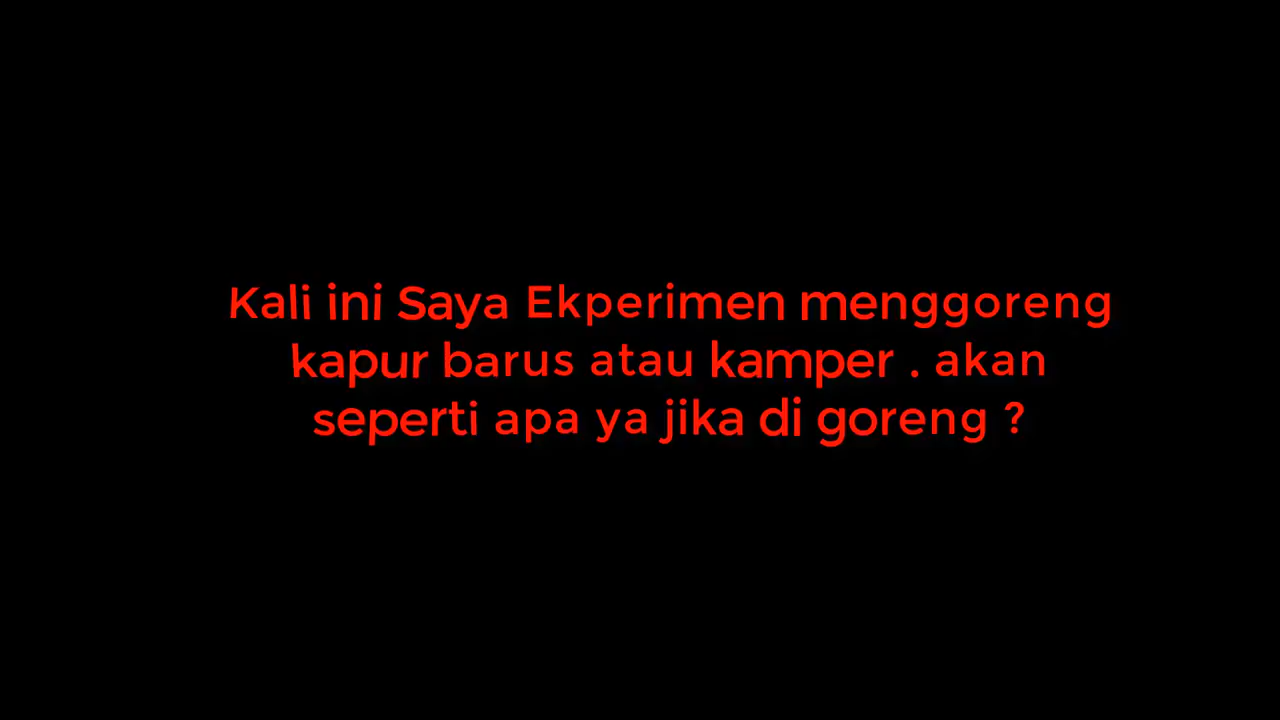 Kali ini Saya Ekperimen menggoreng
kapur barus atau kamper . akan
seperti apa ya jika di goreng ?